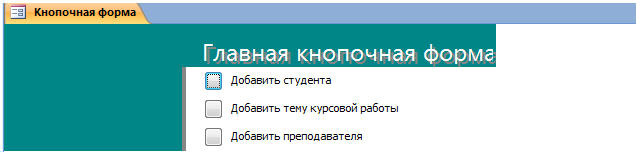 Кнопочная форма
Главная кнопочная форма
Добавить студента
Добавить тему курсовой работы
Добавить преподавателя